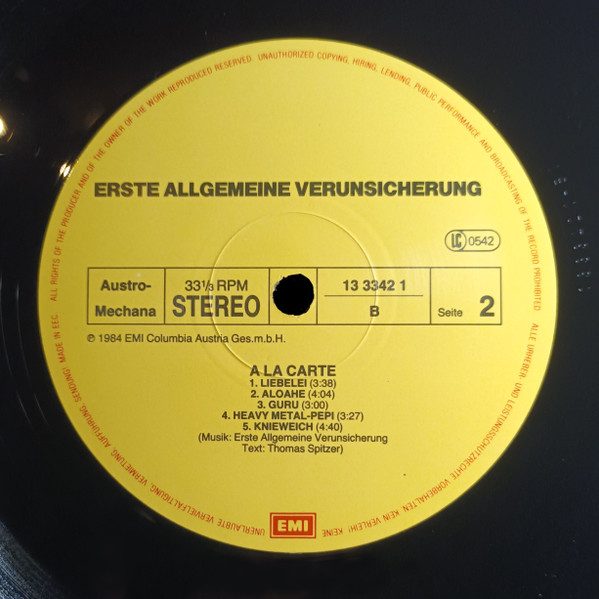 ALL RIGHTS OF THE PRODUCER AND OF THE OWNER OF THE WORK REPRODUCED RESERVED. UNAUTHORIZED COPYING, HIRING, LENDING, PUBLIC PERFORMANCE AND BROADCASTING OF THE RECORD PROHIBITED.
ALLE URHEBER- UND LEISTUNGSSCHUTZRECHTE VORBEHALTEN. KEIN VERLEIH! KEINE
UNERLAUBTE VERVIELFÄLTIGUNG, VERMIETUNG, AUFFÜHRUNG, SENDUNG! MADE IN EEC
ERSTE ALLGEMEINE VERUNSICHERUNG
LC 0542
Austro-
Mechana
33⅓ RPM
STEREO
13 3342 1
B
Seite 2
℗ 1984 EMI Columbia Austria Ges.m.b.H.
A LA CARTE
1. LIEBELEI (3:38)
2. ALOAHE (4:04)
3. GURU (3:00)
4. HEAVY METAL-PEPI (3:27)
5. KNIEWEICH (4:40)
(Musik: Erste Allgemeine Verunsicherung
Text: Thomas Spitzer)
EMI